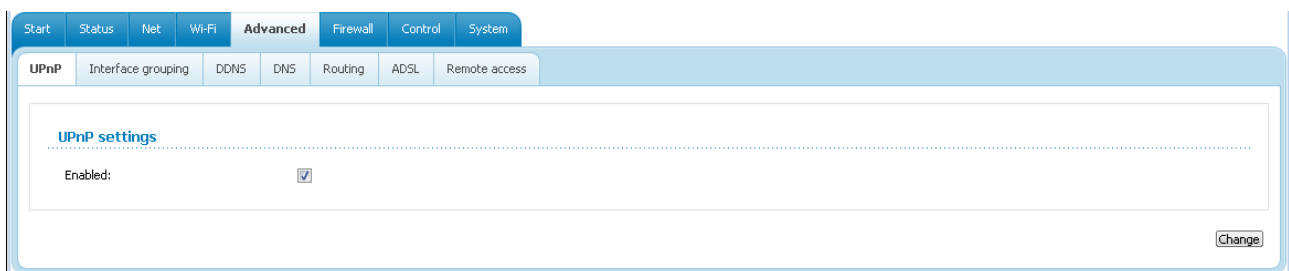 Start Status Net Wi-Fi Advanced Firewall Control System
UPnP Interface grouping DDNS DNS Routing ADSL Remote access
UPnP settings
Enabled:
Change